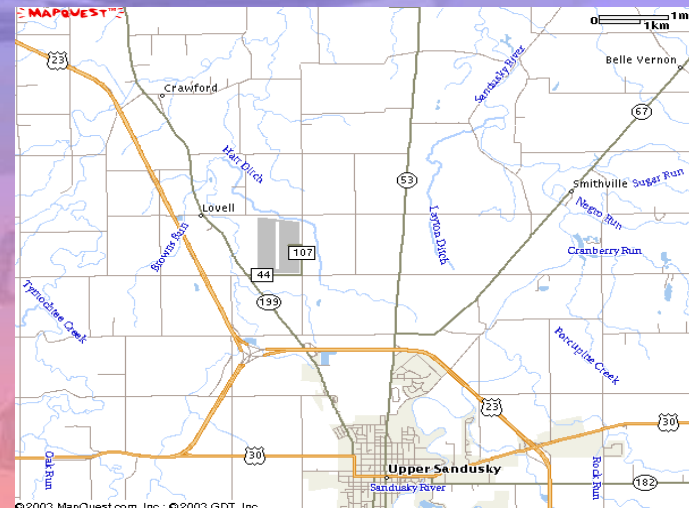 MAPQUEST™
0 1m
1km
Belle Vernon
23
Sandusky River
Crawford
67
Hart Ditch
53
Smithville
Sugar Run
Lovell
Layton Ditch
Negro Run
Browns Run
107
Cranberry Run
44
Tymochtee Creek
199
Porcupine Creek
23
30
30
Upper Sandusky
Oak Run
Rock Run
Sandusky River
182
©2003 MapQuest.com, Inc.; ©2003 GDT, Inc.